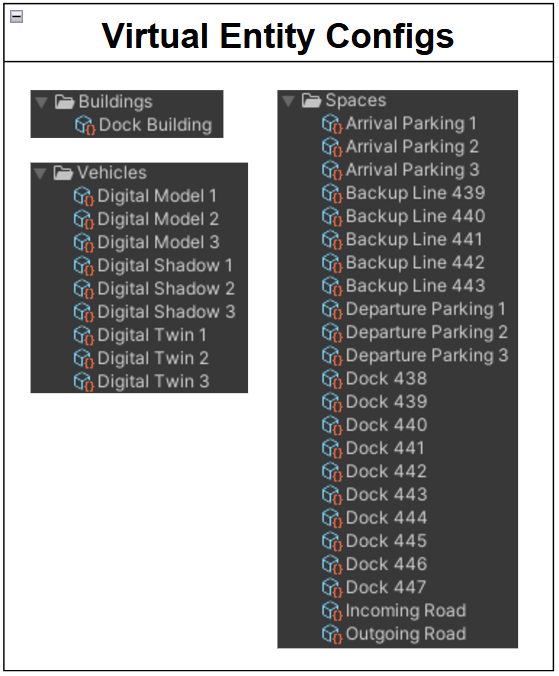 Virtual Entity Configs
Buildings
Dock Building
Vehicles
Digital Model 1
Digital Model 2
Digital Model 3
Digital Shadow 1
Digital Shadow 2
Digital Shadow 3
Digital Twin 1
Digital Twin 2
Digital Twin 3
Spaces
Arrival Parking 1
Arrival Parking 2
Arrival Parking 3
Backup Line 439
Backup Line 440
Backup Line 441
Backup Line 442
Backup Line 443
Departure Parking 1
Departure Parking 2
Departure Parking 3
Dock 438
Dock 439
Dock 440
Dock 441
Dock 442
Dock 443
Dock 444
Dock 445
Dock 446
Dock 447
Incoming Road
Outgoing Road